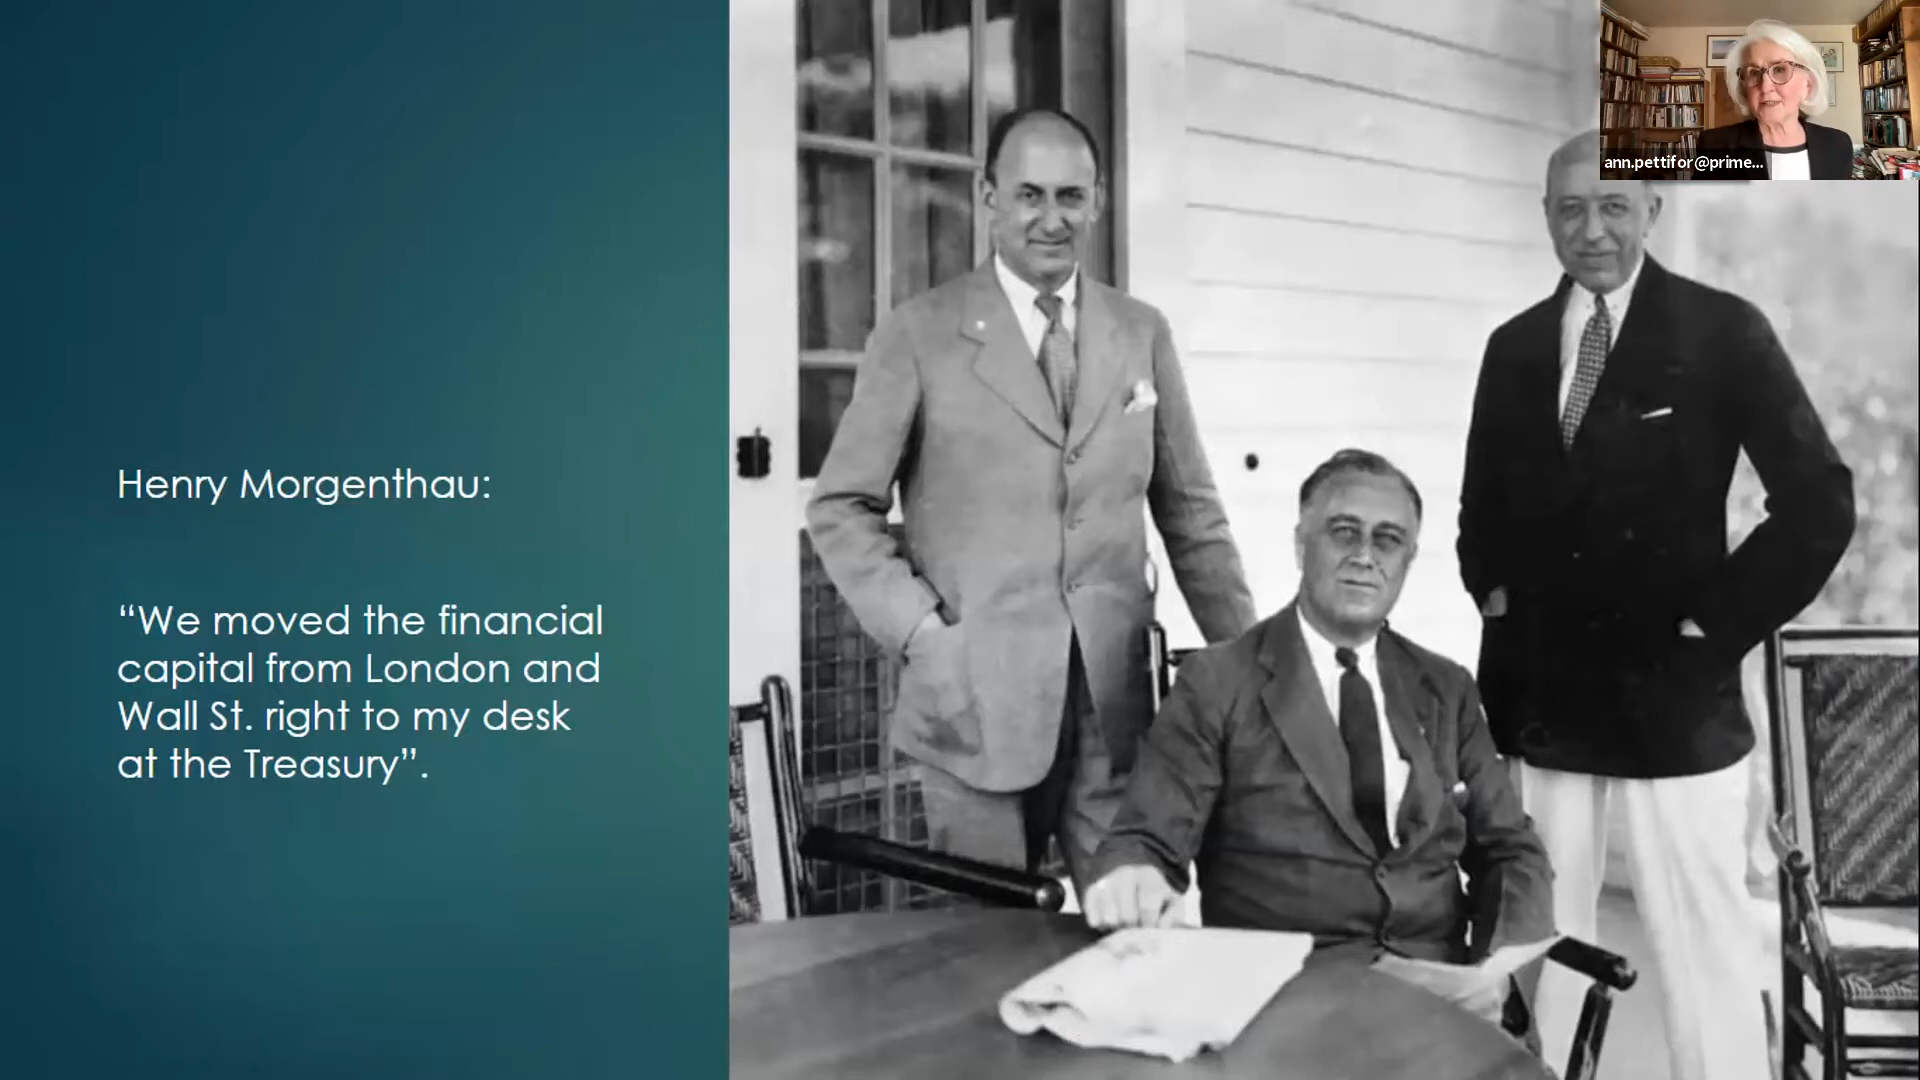 ann.pettifor@prime...
Henry Morgenthau:
“We moved the financial
capital from London and
Wall St. right to my desk
at the Treasury”.